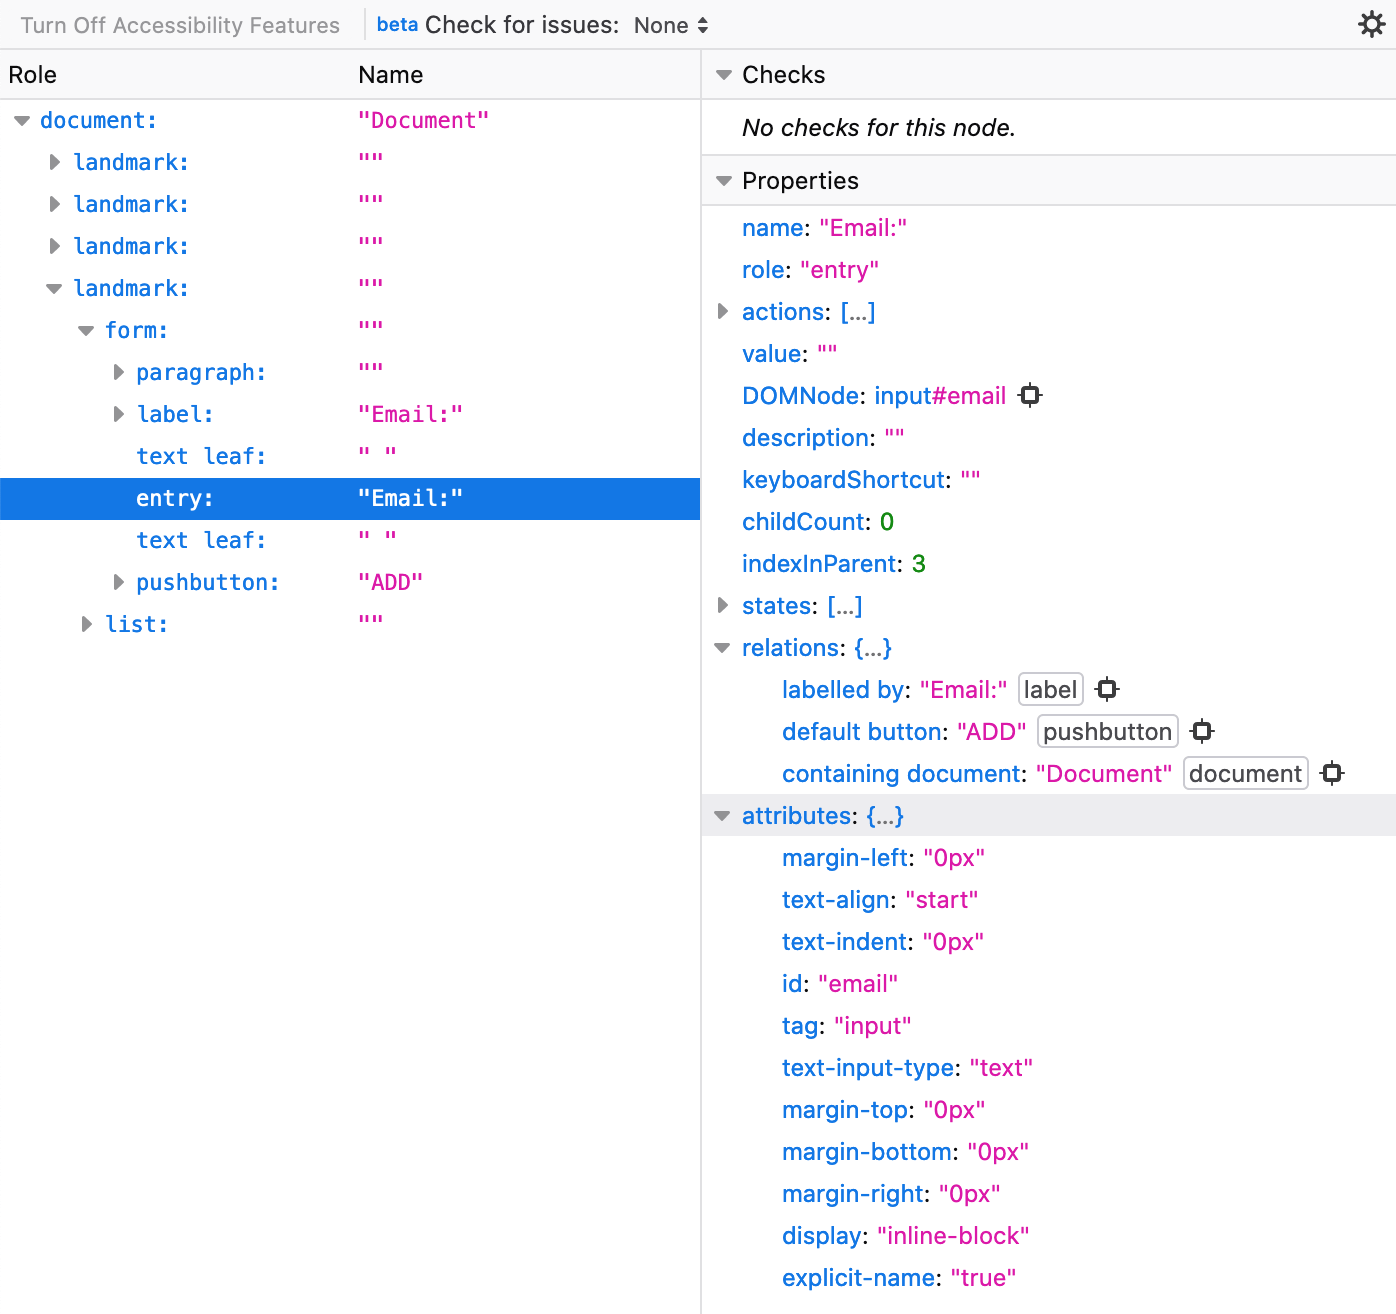 Turn Off Accessibility Features beta Check for issues: None
Role Name
document: "Document"
landmark: ""
landmark: ""
landmark: ""
landmark: ""
form: ""
paragraph: ""
label: "Email:"
text leaf: " "
entry: "Email:"
text leaf: " "
pushbutton: "ADD"
list: ""
Checks
No checks for this node.
Properties
name: "Email:"
role: "entry"
actions: […]
value: ""
DOMNode: input#email
description: ""
keyboardShortcut: ""
childCount: 0
indexInParent: 3
states: […]
relations: {…}
labelled by: "Email:" label
default button: "ADD" pushbutton
containing document: "Document" document
attributes: {…}
margin-left: "0px"
text-align: "start"
text-indent: "0px"
id: "email"
tag: "input"
text-input-type: "text"
margin-top: "0px"
margin-bottom: "0px"
margin-right: "0px"
display: "inline-block"
explicit-name: "true"